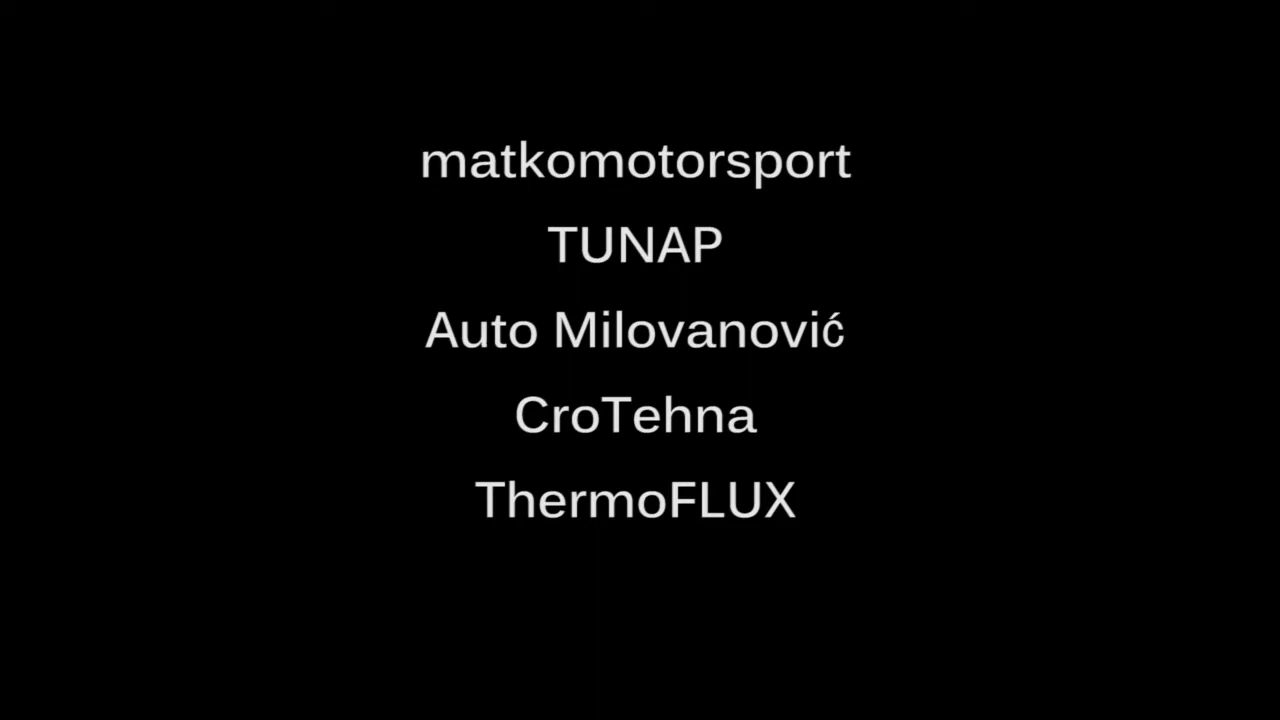 matkomotorsport
TUNAP
Auto Milovanović
CroTehna
ThermoFLUX